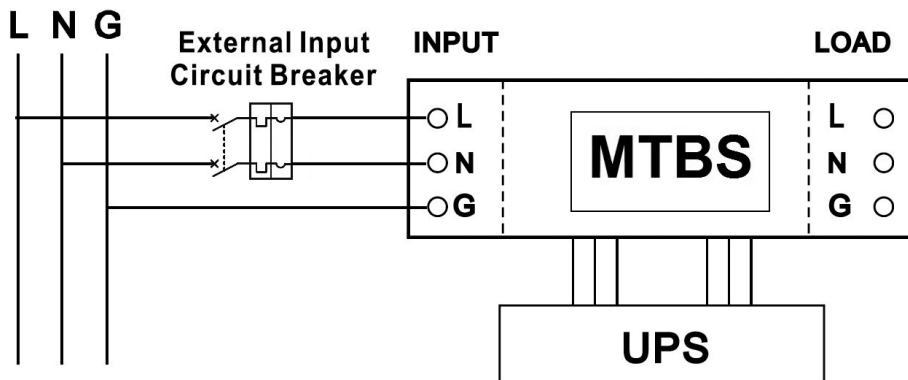 L N G
External Input
Circuit Breaker
INPUT
LOAD
L
N
G
MTBS
L
N
G
UPS